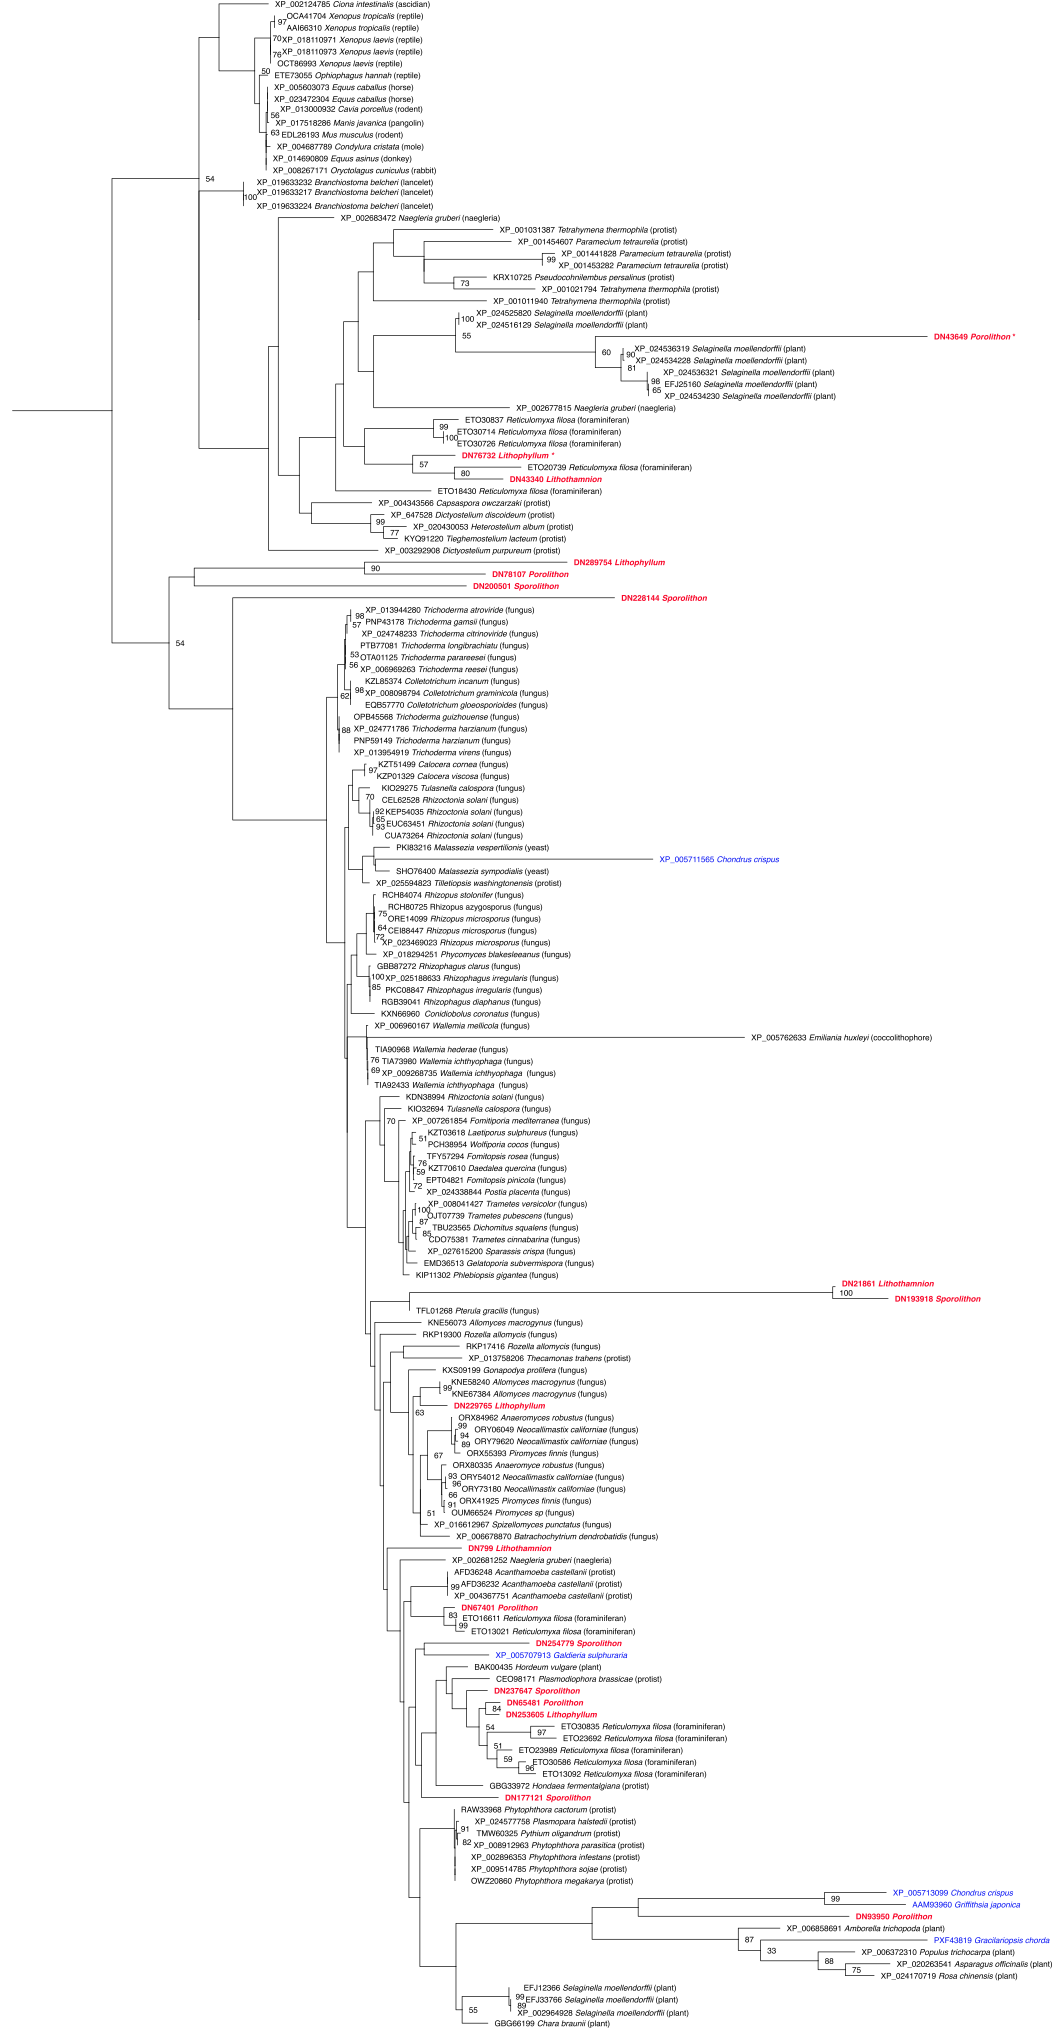 XP_002124785 Ciona intestinalis (ascidian)
OCA41704 Xenopus tropicalis (reptile)
97
AAI66310 Xenopus tropicalis (reptile)
70 XP_018110971 Xenopus laevis (reptile)
76 XP_018110973 Xenopus laevis (reptile)
OCT86993 Xenopus laevis (reptile)
50
ETE73055 Ophiophagus hannah (reptile)
XP_005603073 Equus caballus (horse)
XP_023472304 Equus caballus (horse)
XP_013000932 Cavia porcellus (rodent)
56
XP_017518286 Manis javanica (pangolin)
63 EDL26193 Mus musculus (rodent)
XP_004687789 Condylura cristata (mole)
XP_014690809 Equus asinus (donkey)
XP_008267171 Oryctolagus cuniculus (rabbit)
54
XP_019633232 Branchiostoma belcheri (lancelet)
XP_019633217 Branchiostoma belcheri (lancelet)
100
XP_019633224 Branchiostoma belcheri (lancelet)
XP_002683472 Naegleria gruberi (naegleria)
XP_001031387 Tetrahymena thermophila (protist)
XP_001454607 Paramecium tetraurelia (protist)
XP_001441828 Paramecium tetraurelia (protist)
99
XP_001453282 Paramecium tetraurelia (protist)
KRX10725 Pseudocohnilembus persalinus (protist)
73
XP_001021794 Tetrahymena thermophila (protist)
XP_001011940 Tetrahymena thermophila (protist)
XP_024525820 Selaginella moellendorffii (plant)
100
XP_024516129 Selaginella moellendorffii (plant)
55
DN43649 Porolithon *
60
XP_024536319 Selaginella moellendorffii (plant)
90
XP_024534228 Selaginella moellendorffii (plant)
81
XP_024536321 Selaginella moellendorffii (plant)
98
EFJ25160 Selaginella moellendorffii (plant)
65
XP_024534230 Selaginella moellendorffii (plant)
XP_002677815 Naegleria gruberi (naegleria)
ETO30837 Reticulomyxa filosa (foraminiferan)
99
ETO30714 Reticulomyxa filosa (foraminiferan)
100
ETO30726 Reticulomyxa filosa (foraminiferan)
DN76732 Lithophyllum *
57
ETO20739 Reticulomyxa filosa (foraminiferan)
80
DN43340 Lithothamnion
ETO18430 Reticulomyxa filosa (foraminiferan)
XP_004343566 Capsaspora owczarzaki (protist)
XP_647528 Dictyostelium discoideum (protist)
99
XP_020430053 Heterostelium album (protist)
77
KYQ91220 Tieghemostelium lacteum (protist)
XP_003292908 Dictyostelium purpureum (protist)
DN289754 Lithophyllum
90
DN78107 Porolithon
DN200501 Sporolithon
DN228144 Sporolithon
XP_013944280 Trichoderma atroviride (fungus)
98
PNP43178 Trichoderma gamsii (fungus)
57
XP_024748233 Trichoderma citrinoviride (fungus)
54
PTB77081 Trichoderma longibrachiatu (fungus)
53 OTA01125 Trichoderma parareesei (fungus)
56 XP_006969263 Trichoderma reesei (fungus)
KZL85374 Colletotrichum incanum (fungus)
98
62
XP_008098794 Colletotrichum graminicola (fungus)
EQB57770 Colletotrichum gloeosporioides (fungus)
OPB45568 Trichoderma guizhouense (fungus)
88 XP_024771786 Trichoderma harzianum (fungus)
PNP59149 Trichoderma harzianum (fungus)
XP_013954919 Trichoderma virens (fungus)
KZT51499 Calocera cornea (fungus)
97
KZP01329 Calocera viscosa (fungus)
KIO29275 Tulasnella calospora (fungus)
70
CEL62528 Rhizoctonia solani (fungus)
92 KEP54035 Rhizoctonia solani (fungus)
65
EUC63451 Rhizoctonia solani (fungus)
93
CUA73264 Rhizoctonia solani (fungus)
PKI83216 Malassezia vespertilionis (yeast)
XP_005711565 Chondrus crispus
SHO76400 Malassezia sympodialis (yeast)
XP_025594823 Tilletiopsis washingtonensis (protist)
RCH84074 Rhizopus stolonifer (fungus)
RCH80725 Rhizopus azygosporus (fungus)
75
ORE14099 Rhizopus microsporus (fungus)
64
CEI88447 Rhizopus microsporus (fungus)
72
XP_023469023 Rhizopus microsporus (fungus)
XP_018294251 Phycomyces blakesleeanus (fungus)
GBB87272 Rhizophagus clarus (fungus)
100 XP_025188633 Rhizophagus irregularis (fungus)
85
PKC08847 Rhizophagus irregularis (fungus)
RGB39041 Rhizophagus diaphanus (fungus)
KXN66960 Conidiobolus coronatus (fungus)
XP_006960167 Wallemia mellicola (fungus)
XP_005762633 Emiliania huxleyi (coccolithophore)
TIA90968 Wallemia hederae (fungus)
76 TIA73980 Wallemia ichthyophaga (fungus)
69 XP_009268735 Wallemia ichthyophaga (fungus)
TIA92433 Wallemia ichthyophaga (fungus)
KDN38994 Rhizoctonia solani (fungus)
KIO32694 Tulasnella calospora (fungus)
70
XP_007261854 Fomitiporia mediterranea (fungus)
KZT03618 Laetiporus sulphureus (fungus)
51
PCH38954 Wolfiporia cocos (fungus)
TFY57294 Fomitopsis rosea (fungus)
76
KZT70610 Daedalea quercina (fungus)
59
EPT04821 Fomitopsis pinicola (fungus)
72
XP_024338844 Postia placenta (fungus)
XP_008041427 Trametes versicolor (fungus)
100
OJT07739 Trametes pubescens (fungus)
87
TBU23565 Dichomitus squalens (fungus)
85
CDO75381 Trametes cinnabarina (fungus)
XP_027615200 Sparassis crispa (fungus)
EMD36513 Gelatoporia subvermispora (fungus)
KIP11302 Phlebiopsis gigantea (fungus)
DN21861 Lithothamnion
100
DN193918 Sporolithon
TFL01268 Pterula gracilis (fungus)
KNE56073 Allomyces macrogynus (fungus)
RKP19300 Rozella allomycis (fungus)
RKP17416 Rozella allomycis (fungus)
XP_013758206 Thecamonas trahens (protist)
KXS09199 Gonapodya prolifera (fungus)
KNE58240 Allomyces macrogynus (fungus)
99
KNE67384 Allomyces macrogynus (fungus)
DN229765 Lithophyllum
63
ORX84962 Anaeromyces robustus (fungus)
99
ORY06049 Neocallimastix californiae (fungus)
94
ORY79620 Neocallimastix californiae (fungus)
89
ORX55393 Piromyces finnis (fungus)
67
ORX80335 Anaeromyce robustus (fungus)
93 ORY54012 Neocallimastix californiae (fungus)
96
ORY73180 Neocallimastix californiae (fungus)
66
ORX41925 Piromyces finnis (fungus)
91
OUM66524 Piromyces sp (fungus)
51
XP_016612967 Spizellomyces punctatus (fungus)
XP_006678870 Batrachochytrium dendrobatidis (fungus)
DN799 Lithothamnion
XP_002681252 Naegleria gruberi (naegleria)
AFD36248 Acanthamoeba castellanii (protist)
99 AFD36232 Acanthamoeba castellanii (protist)
XP_004367751 Acanthamoeba castellanii (protist)
DN67401 Porolithon
83
ETO16611 Reticulomyxa filosa (foraminiferan)
99
ETO13021 Reticulomyxa filosa (foraminiferan)
DN254779 Sporolithon
XP_005707913 Galdieria sulphuraria
BAK00435 Hordeum vulgare (plant)
CEO98171 Plasmodiophora brassicae (protist)
DN237647 Sporolithon
DN65481 Porolithon
84
DN253605 Lithophyllum
54
ETO30835 Reticulomyxa filosa (foraminiferan)
97
ETO23692 Reticulomyxa filosa (foraminiferan)
51
ETO23989 Reticulomyxa filosa (foraminiferan)
59
ETO30586 Reticulomyxa filosa (foraminiferan)
96
ETO13092 Reticulomyxa filosa (foraminiferan)
GBG33972 Hondaea fermentalgiana (protist)
DN177121 Sporolithon
RAW33968 Phytophthora cactorum (protist)
XP_024577758 Plasmopara halstedii (protist)
91
TMW60325 Pythium oligandrum (protist)
82
XP_008912963 Phytophthora parasitica (protist)
XP_002896353 Phytophthora infestans (protist)
XP_009514785 Phytophthora sojae (protist)
OWZ20860 Phytophthora megakarya (protist)
XP_005713099 Chondrus crispus
99
AAM93960 Griffithsia japonica
DN93950 Porolithon
XP_006858691 Amborella trichopoda (plant)
87
PXF43819 Gracilariopsis chorda
33
XP_006372310 Populus trichocarpa (plant)
88
XP_020263541 Asparagus officinalis (plant)
75
XP_024170719 Rosa chinensis (plant)
EFJ12366 Selaginella moellendorffii (plant)
99
EFJ33766 Selaginella moellendorffii (plant)
89
XP_002964928 Selaginella moellendorffii (plant)
55
GBG66199 Chara braunii (plant)